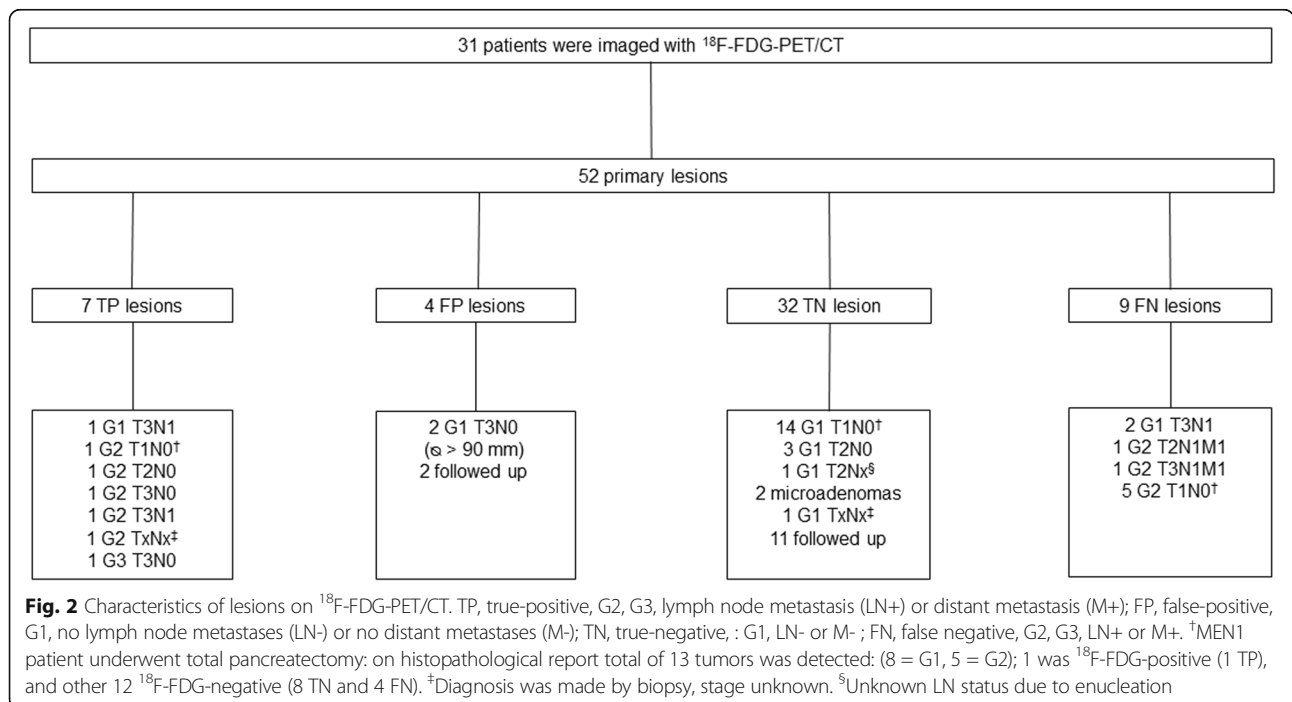 31 patients were imaged with ¹⁸F-FDG-PET/CT
52 primary lesions
7 TP lesions
4 FP lesions
32 TN lesion
9 FN lesions
1 G1 T3N1
1 G2 T1N0†
1 G2 T2N0
1 G2 T3N0
1 G2 T3N1
1 G2 TxNx‡
1 G3 T3N0
2 G1 T3N0
(⦰ > 90 mm)
2 followed up
14 G1 T1N0†
3 G1 T2N0
1 G1 T2Nx§
2 microadenomas
1 G1 TxNx‡
11 followed up
2 G1 T3N1
1 G2 T2N1M1
1 G2 T3N1M1
5 G2 T1N0†
Fig. 2 Characteristics of lesions on ¹⁸F-FDG-PET/CT. TP, true-positive, G2, G3, lymph node metastasis (LN+) or distant metastasis (M+); FP, false-positive,
G1, no lymph node metastases (LN-) or no distant metastases (M-); TN, true-negative, : G1, LN- or M- ; FN, false negative, G2, G3, LN+ or M+. †MEN1
patient underwent total pancreatectomy: on histopathological report total of 13 tumors was detected: (8 = G1, 5 = G2); 1 was ¹⁸F-FDG-positive (1 TP),
and other 12 ¹⁸F-FDG-negative (8 TN and 4 FN). ‡Diagnosis was made by biopsy, stage unknown. §Unknown LN status due to enucleation